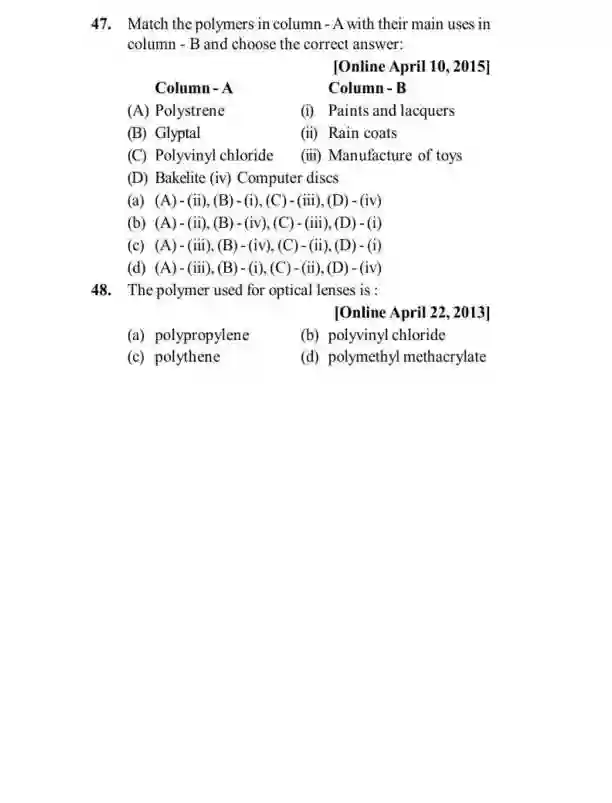 47. Match the polymers in column - A with their main uses in
column - B and choose the correct answer:
[Online April 10, 2015]
Column - A Column - B
(A) Polystrene (i) Paints and lacquers
(B) Glyptal (ii) Rain coats
(C) Polyvinyl chloride (iii) Manufacture of toys
(D) Bakelite (iv) Computer discs
(a) (A) - (ii), (B) - (i), (C) - (iii), (D) - (iv)
(b) (A) - (ii), (B) - (iv), (C) - (iii), (D) - (i)
(c) (A) - (iii), (B) - (iv), (C) - (ii), (D) - (i)
(d) (A) - (iii), (B) - (i), (C) - (ii), (D) - (iv)
48. The polymer used for optical lenses is :
[Online April 22, 2013]
(a) polypropylene (b) polyvinyl chloride
(c) polythene (d) polymethyl methacrylate